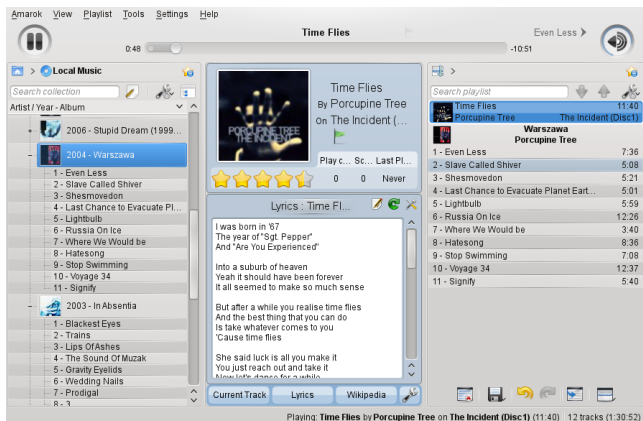 Amarok View Playlist Tools Settings Help
Time Flies
Even Less >
0:48
-10:51
> Local Music
Search collection
Artist / Year - Album
2006 - Stupid Dream (1999...
2004 - Warszawa
1 - Even Less
2 - Slave Called Shiver
3 - Shesmovedon
4 - Last Chance to Evacuate Pl...
5 - Lightbulb
6 - Russia On Ice
7 - Where We Would be
8 - Hatesong
9 - Stop Swimming
10 - Voyage 34
11 - Signify
2003 - In Absentia
1 - Blackest Eyes
2 - Trains
3 - Lips Of Ashes
4 - The Sound Of Muzak
5 - Gravity Eyelids
6 - Wedding Nails
7 - Prodigal
8 - .3
PORCUPINE TREE
THE INCIDENT
Time Flies
By Porcupine Tree
on The Incident (...
Play c... Sc... Last Pl...
0 0 Never
Lyrics : Time Fl...
I was born in '67
The year of "Sgt. Pepper"
And "Are You Experienced"
Into a suburb of heaven
Yeah it should have been forever
It all seemed to make so much sense
But after a while you realise time flies
And the best thing that you can do
Is take whatever comes to you
'Cause time flies
She said luck is all you make it
You just reach out and take it
Now let's dance for a while
Current Track Lyrics Wikipedia
>
Search playlist
Time Flies 11:40
Porcupine Tree The Incident (Disc1)
Warszawa
Porcupine Tree
1 - Even Less 7:36
2 - Slave Called Shiver 5:08
3 - Shesmovedon 5:21
4 - Last Chance to Evacuate Planet Eart... 5:01
5 - Lightbulb 5:59
6 - Russia On Ice 12:26
7 - Where We Would be 3:40
8 - Hatesong 8:36
9 - Stop Swimming 7:08
10 - Voyage 34 12:37
11 - Signify 5:40
Playing: Time Flies by Porcupine Tree on The Incident (Disc1) (11:40) 12 tracks (1:30:52)